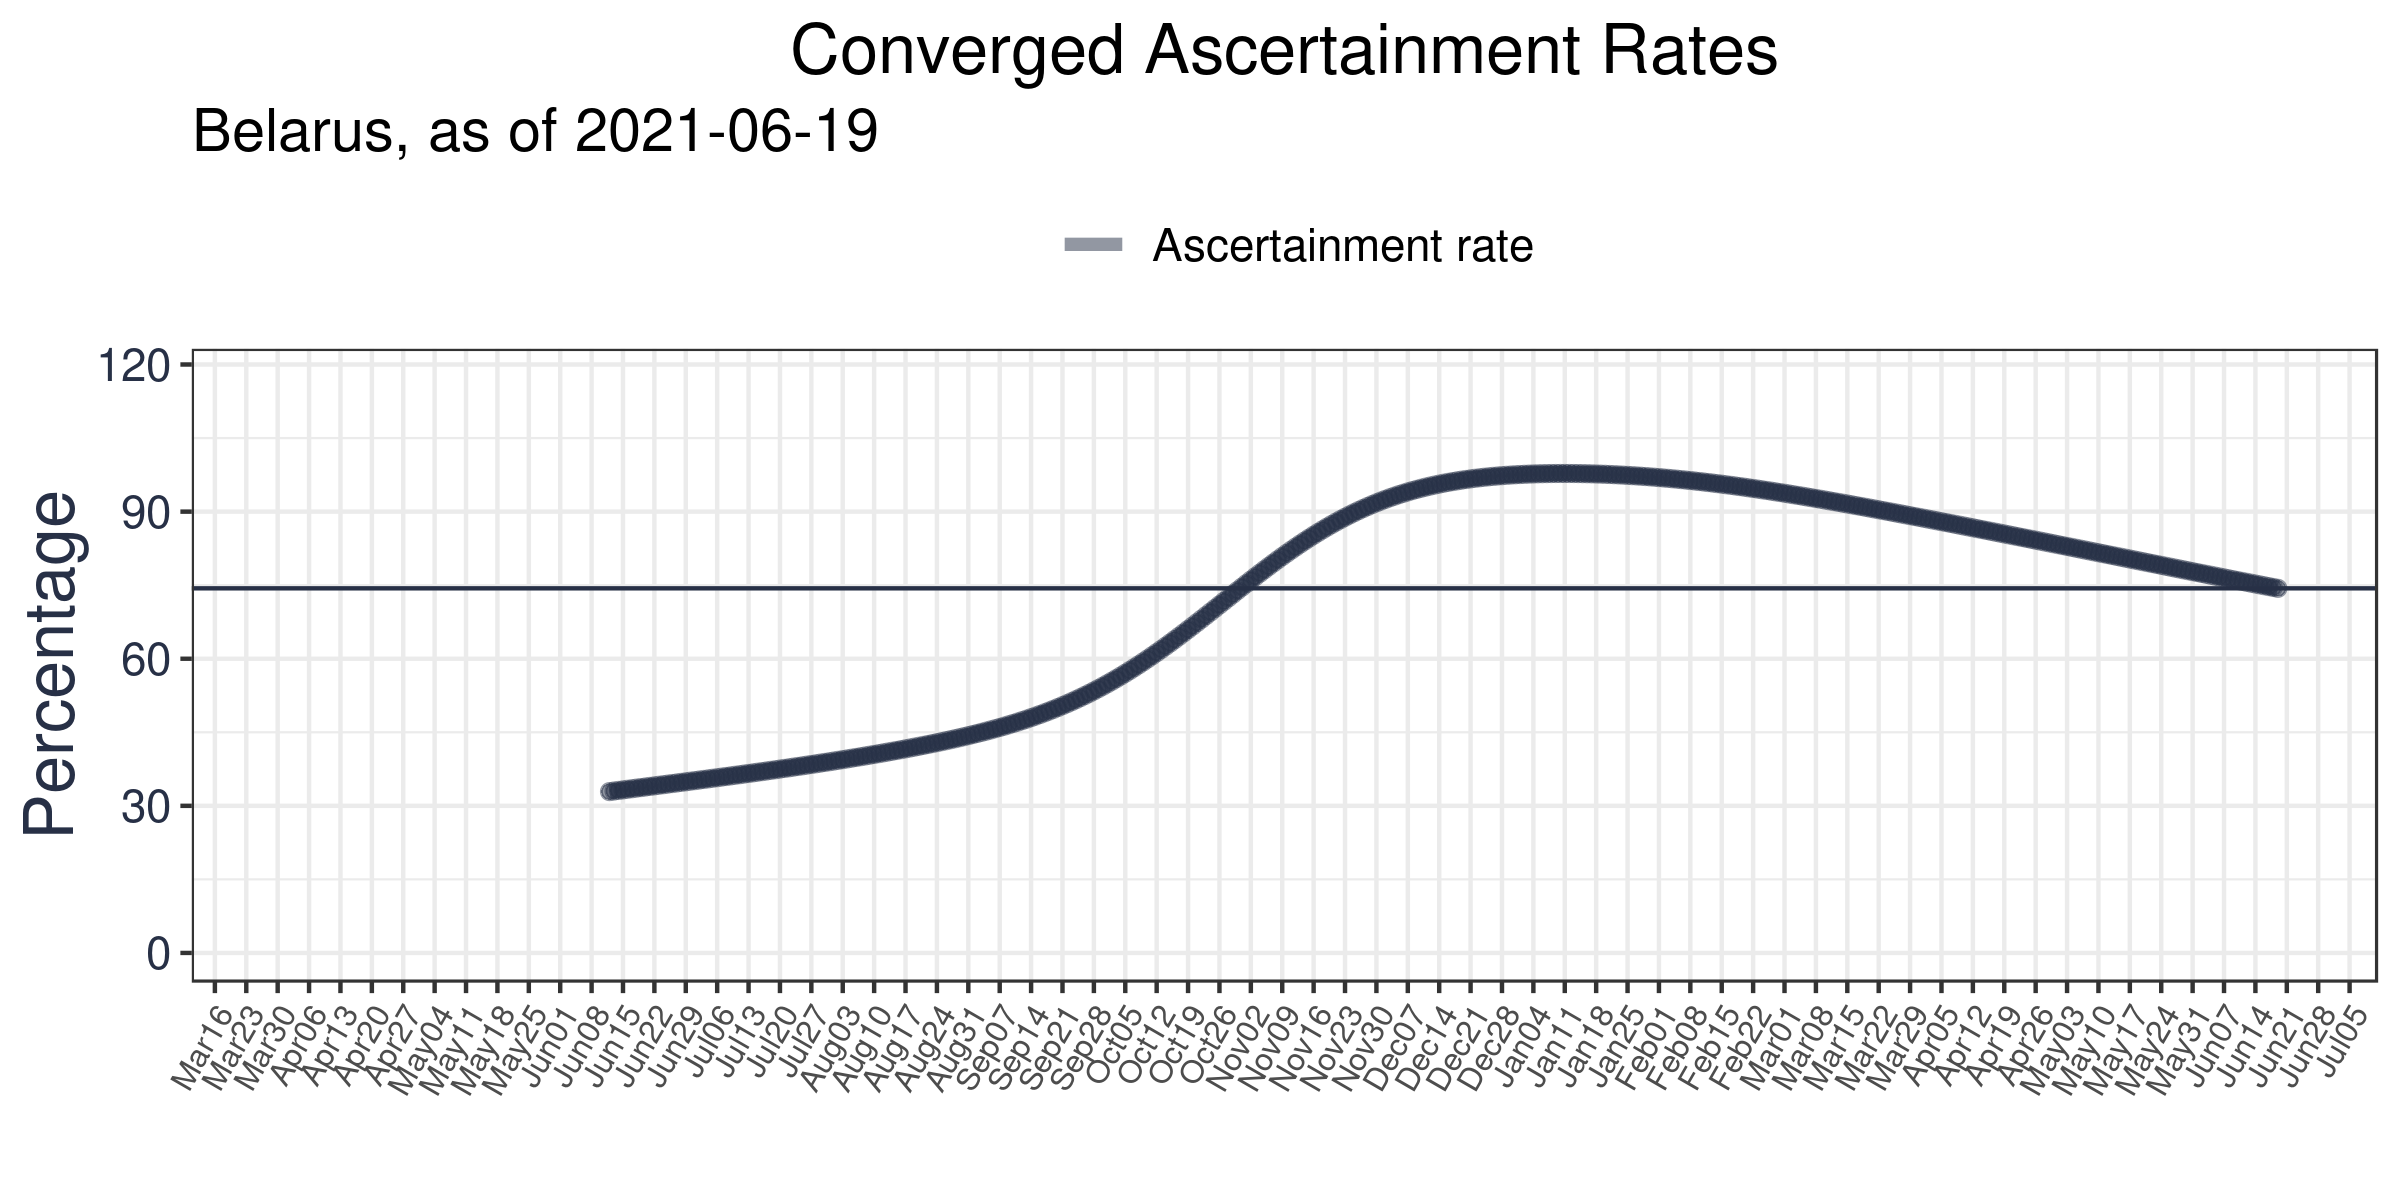 Converged Ascertainment Rates
Belarus, as of 2021-06-19
Ascertainment rate
Percentage
120
90
60
30
0
Mar16 Mar23 Mar30 Apr06 Apr13 Apr20 Apr27 May04 May11 May18 May25 Jun01 Jun08 Jun15 Jun22 Jun29 Jul06 Jul13 Jul20 Jul27 Aug03 Aug10 Aug17 Aug24 Aug31 Sep07 Sep14 Sep21 Sep28 Oct05 Oct12 Oct19 Oct26 Nov02 Nov09 Nov16 Nov23 Nov30 Dec07 Dec14 Dec21 Dec28 Jan04 Jan11 Jan18 Jan25 Feb01 Feb08 Feb15 Feb22 Mar01 Mar08 Mar15 Mar22 Mar29 Apr05 Apr12 Apr19 Apr26 May03 May10 May17 May24 May31 Jun07 Jun14 Jun21 Jun28 Jul05